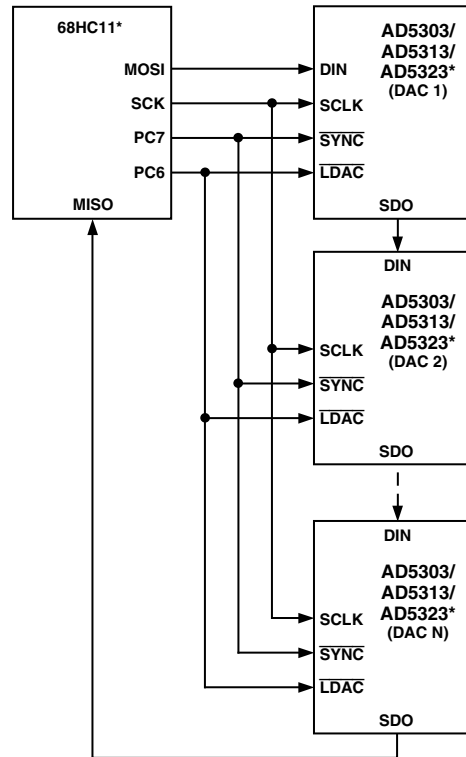 68HC11*
MOSI
SCK
PC7
PC6
MISO
AD5303/
AD5313/
AD5323*
(DAC 1)
DIN
SCLK
SYNC
LDAC
SDO
DIN
AD5303/
AD5313/
AD5323*
(DAC 2)
SCLK
SYNC
LDAC
SDO
DIN
AD5303/
AD5313/
AD5323*
(DAC N)
SCLK
SYNC
LDAC
SDO